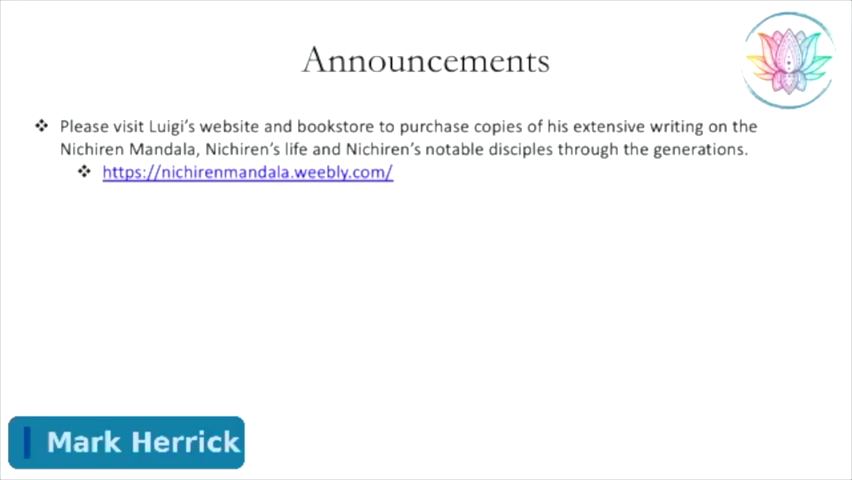 Announcements
❖ Please visit Luigi's website and bookstore to purchase copies of his extensive writing on the
Nichiren Mandala, Nichiren's life and Nichiren's notable disciples through the generations.
❖ https://nichirenmandala.weebly.com/
Mark Herrick